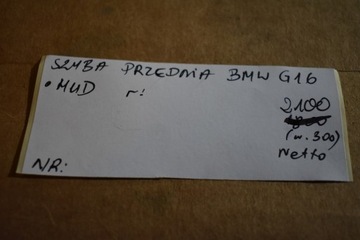 SZYBA PRZEDNIA BMW G16
• HUD r!
2100
(w. 300)
Netto
NR: